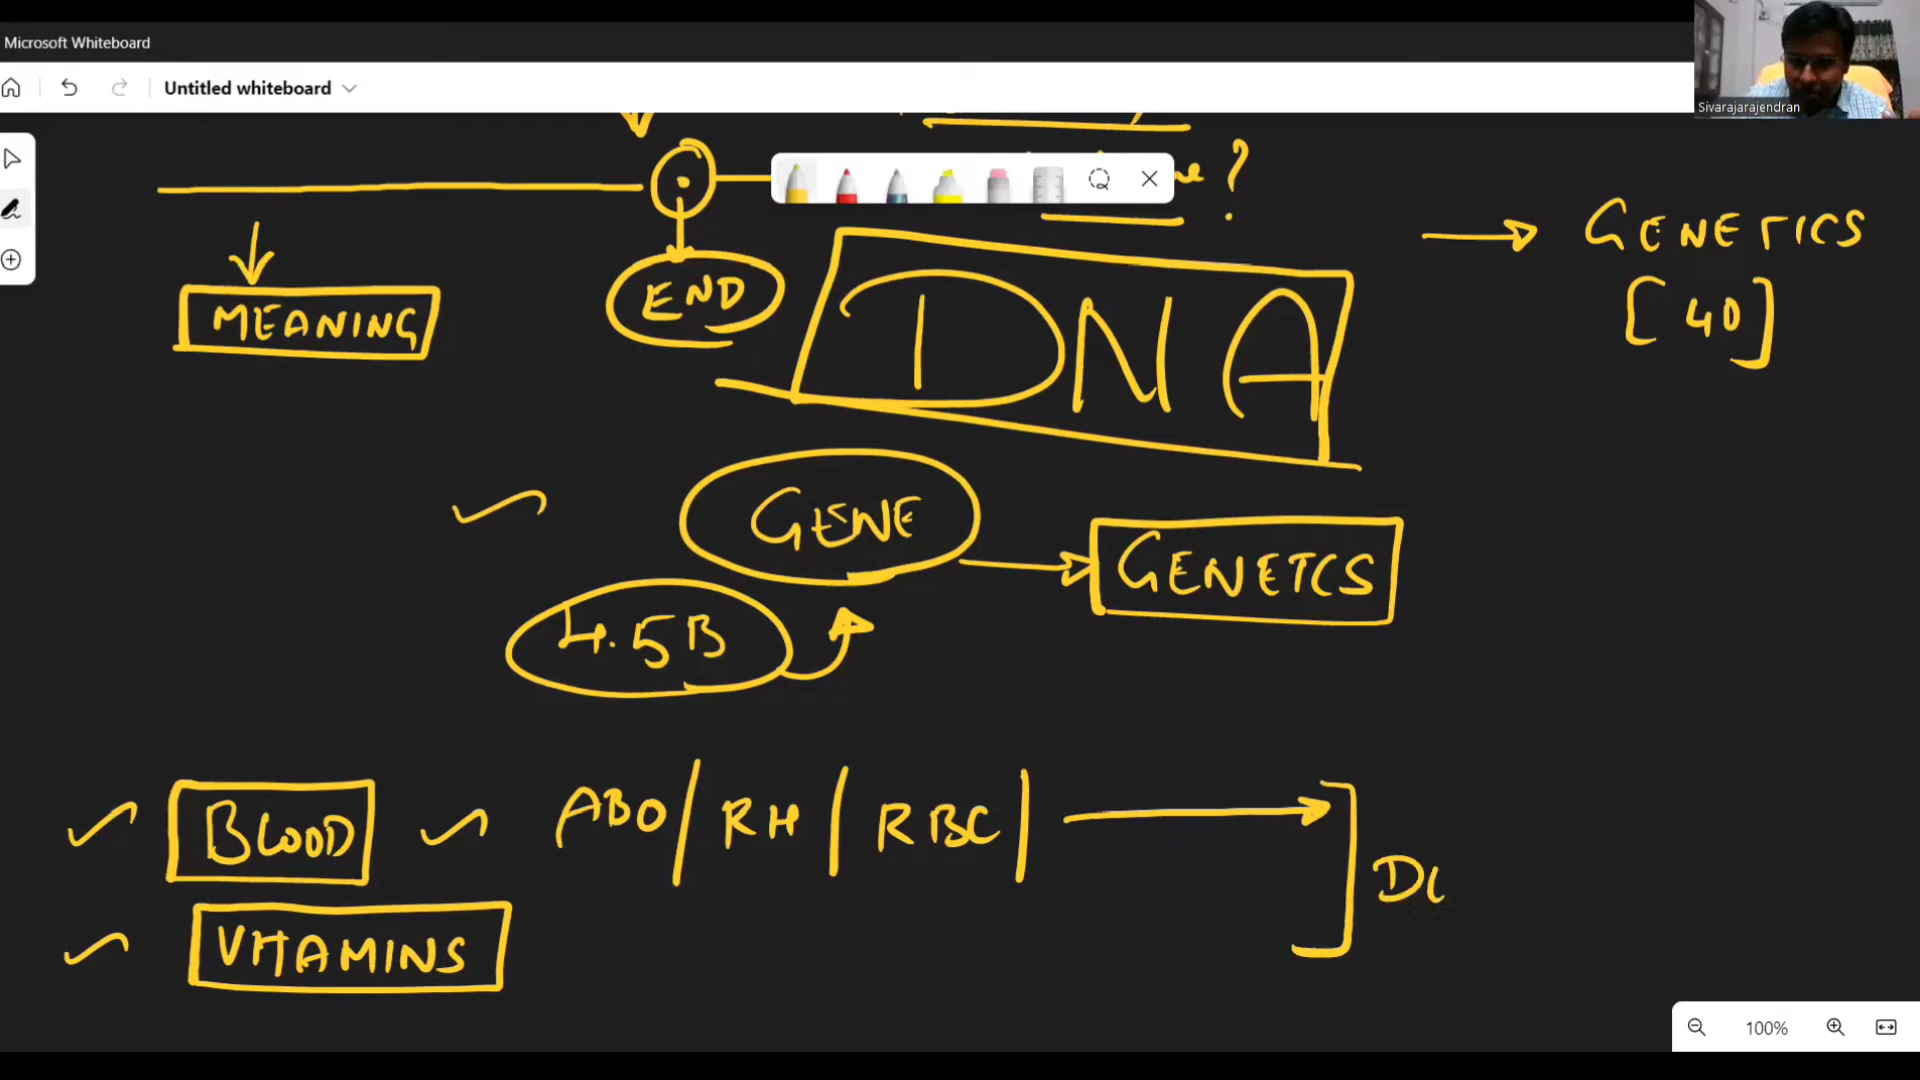 Microsoft Whiteboard
Untitled whiteboard
Sivarajarajendran
?
GENETICS
[40]
END
MEANING
DNA
GENE
GENETCS
4.5B
BLOOD ABO/RH/RBC|
VITAMINS
100%